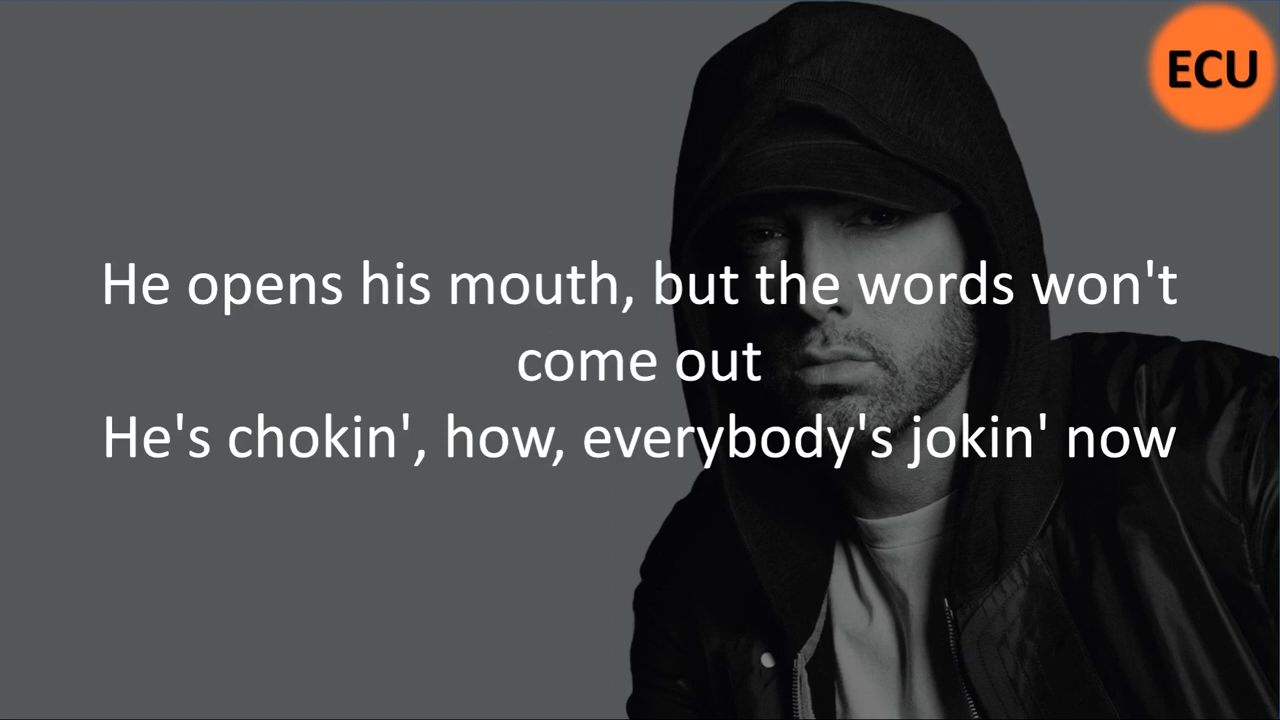 ECU
He opens his mouth, but the words won't
come out
He's chokin', how, everybody's jokin' now